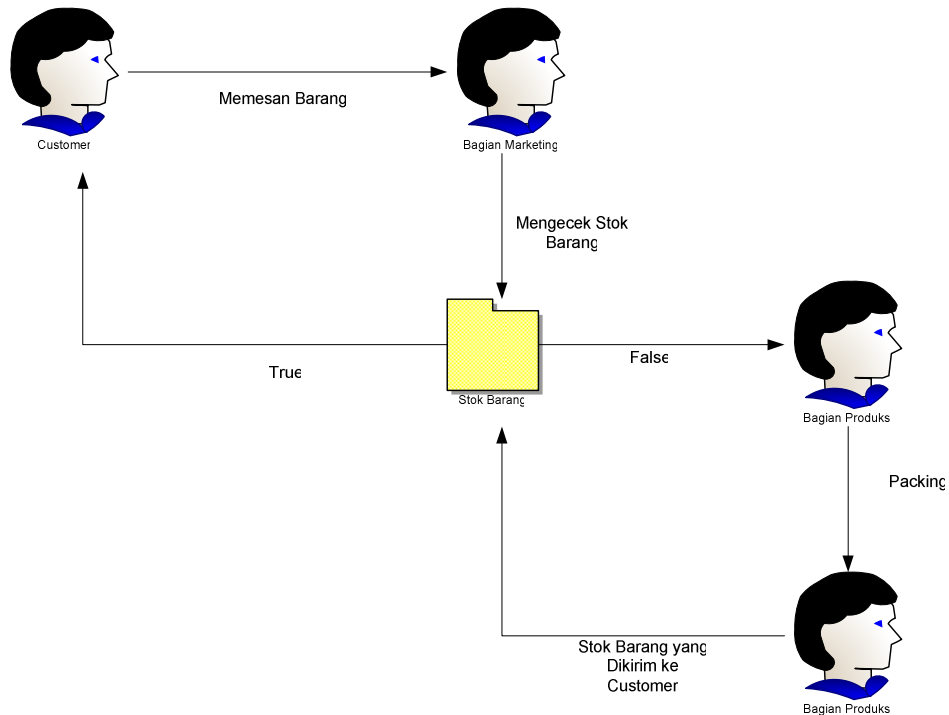 Memesan Barang
Customer
Bagian Marketing
Mengecek Stok
Barang
True
False
Stok Barang
Bagian Produks
Packing
Stok Barang yang
Dikirim ke
Customer
Bagian Produks